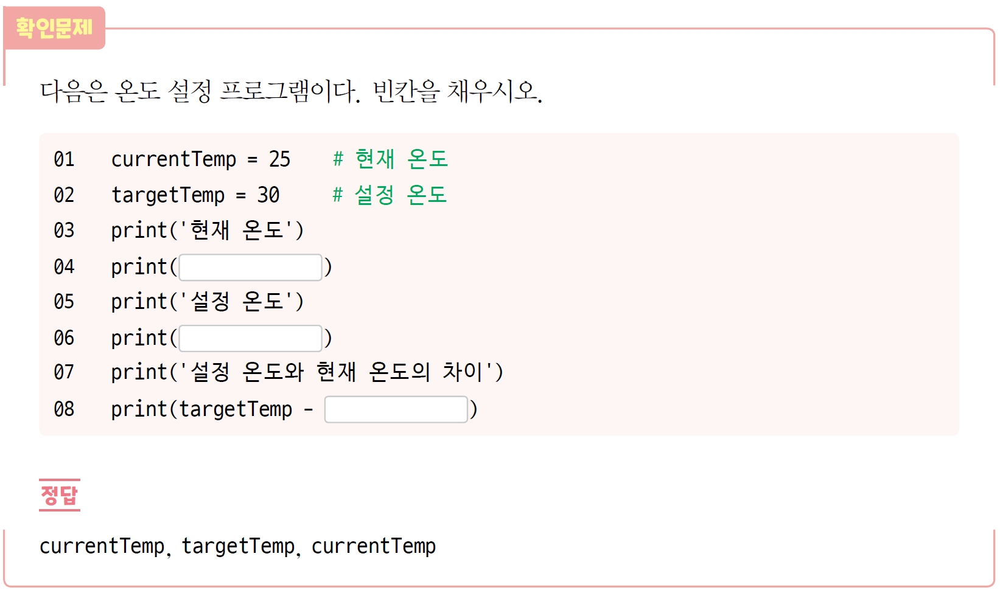 확인문제
다음은 온도 설정 프로그램이다. 빈칸을 채우시오.
01 currentTemp = 25 # 현재 온도
02 targetTemp = 30 # 설정 온도
03 print('현재 온도')
04 print( )
05 print('설정 온도')
06 print( )
07 print('설정 온도와 현재 온도의 차이')
08 print(targetTemp - )
정답
currentTemp, targetTemp, currentTemp